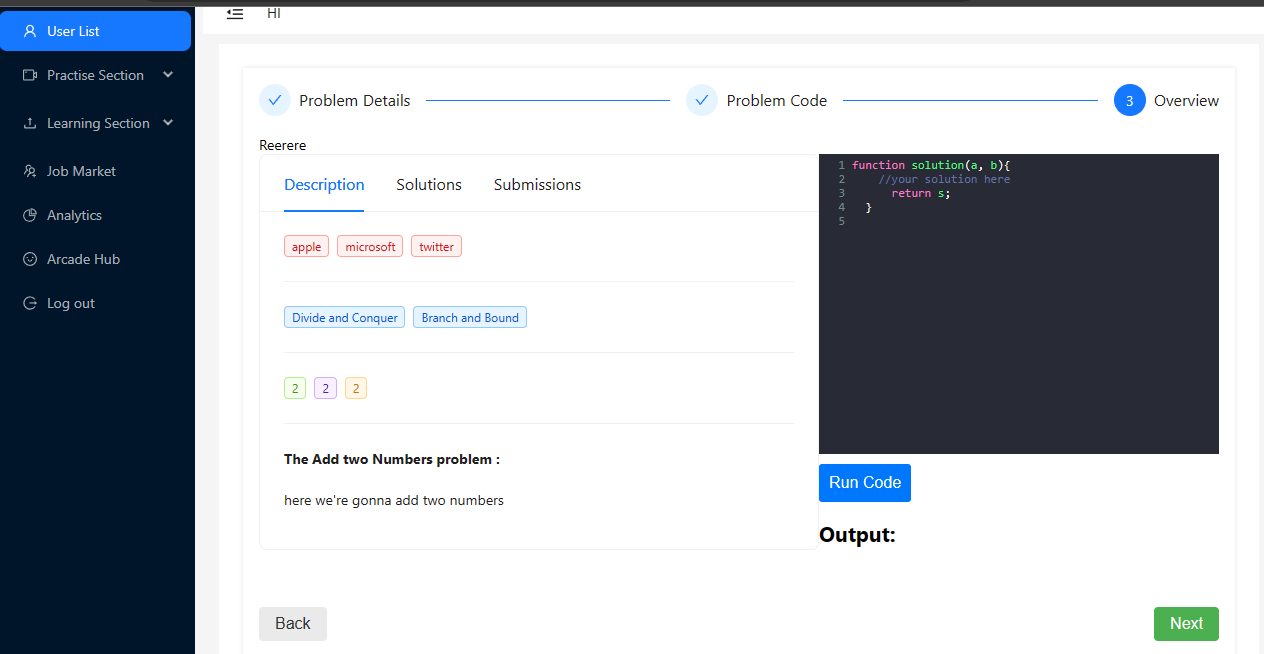 HI
User List
Practise Section
Learning Section
Job Market
Analytics
Arcade Hub
Log out
Problem Details
Problem Code
3 Overview
Reerere
Description Solutions Submissions
apple microsoft twitter
Divide and Conquer Branch and Bound
2 2 2
The Add two Numbers problem :
here we're gonna add two numbers
1 function solution(a, b){
2 //your solution here
3 return s;
4 }
5
Run Code
Output:
Back
Next